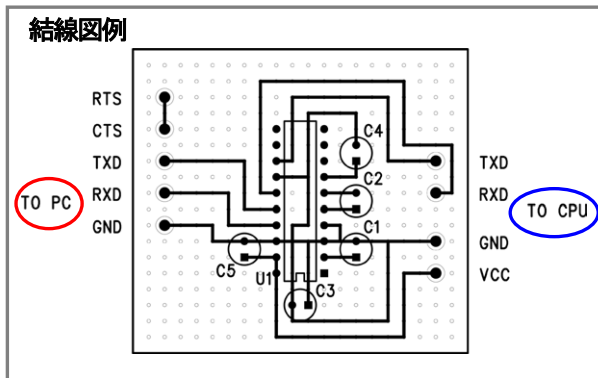 結線図例
RTS
CTS
TXD
RXD
GND
TO PC
C4
C2
C1
C5
U1
C3
TXD
RXD
GND
VCC
TO CPU